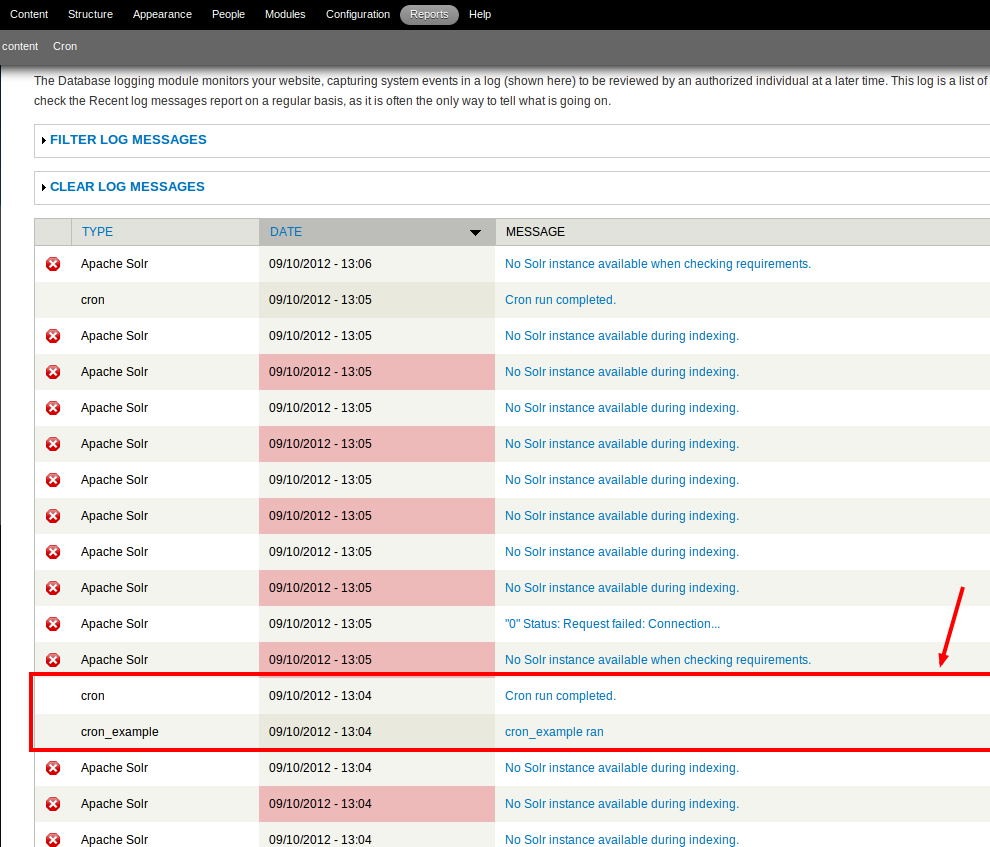 Content Structure Appearance People Modules Configuration Reports Help
content Cron
The Database logging module monitors your website, capturing system events in a log (shown here) to be reviewed by an authorized individual at a later time. This log is a list of
check the Recent log messages report on a regular basis, as it is often the only way to tell what is going on.
FILTER LOG MESSAGES
CLEAR LOG MESSAGES
TYPE DATE MESSAGE
Apache Solr 09/10/2012 - 13:06 No Solr instance available when checking requirements.
cron 09/10/2012 - 13:05 Cron run completed.
Apache Solr 09/10/2012 - 13:05 No Solr instance available during indexing.
Apache Solr 09/10/2012 - 13:05 No Solr instance available during indexing.
Apache Solr 09/10/2012 - 13:05 No Solr instance available during indexing.
Apache Solr 09/10/2012 - 13:05 No Solr instance available during indexing.
Apache Solr 09/10/2012 - 13:05 No Solr instance available during indexing.
Apache Solr 09/10/2012 - 13:05 No Solr instance available during indexing.
Apache Solr 09/10/2012 - 13:05 No Solr instance available during indexing.
Apache Solr 09/10/2012 - 13:05 No Solr instance available during indexing.
Apache Solr 09/10/2012 - 13:05 "0" Status: Request failed: Connection...
Apache Solr 09/10/2012 - 13:05 No Solr instance available when checking requirements.
cron 09/10/2012 - 13:04 Cron run completed.
cron_example 09/10/2012 - 13:04 cron_example ran
Apache Solr 09/10/2012 - 13:04 No Solr instance available during indexing.
Apache Solr 09/10/2012 - 13:04 No Solr instance available during indexing.
Apache Solr 09/10/2012 - 13:04 No Solr instance available during indexing.